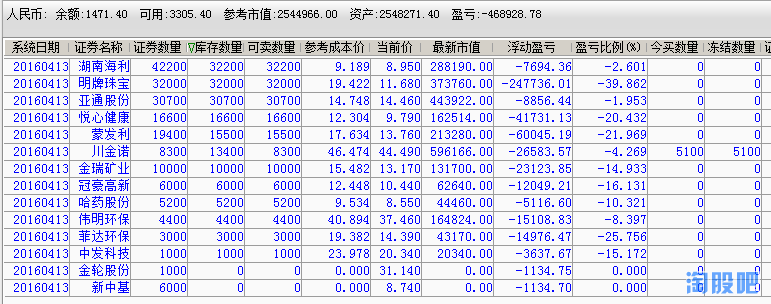 人民币: 余额:1471.40 可用:3305.40 参考市值:2544966.00 资产:2548271.40 盈亏:-468928.78
系统日期 证券名称 证券数量 库存数量 可卖数量 参考成本价 当前价 最新市值 浮动盈亏 盈亏比例(%) 今买数量 冻结数量 证
20160413 湖南海利 42200 32200 32200 9.189 8.950 288190.00 -7694.36 -2.601 0 0
20160413 明牌珠宝 32000 32000 32000 19.422 11.680 373760.00 -247736.01 -39.862 0 0
20160413 亚通股份 30700 30700 30700 14.748 14.460 443922.00 -8856.44 -1.953 0 0
20160413 悦心健康 16600 16600 16600 12.304 9.790 162514.00 -41731.13 -20.432 0 0
20160413 蒙发利 19400 15500 15500 17.634 13.760 213280.00 -60045.19 -21.969 0 0
20160413 川金诺 8300 13400 8300 46.474 44.490 596166.00 -26583.57 -4.269 5100 5100
20160413 金瑞矿业 10000 10000 10000 15.482 13.170 131700.00 -23123.85 -14.933 0 0
20160413 冠豪高新 6000 6000 6000 12.448 10.440 62640.00 -12049.21 -16.131 0 0
20160413 哈药股份 5200 5200 5200 9.534 8.550 44460.00 -5116.60 -10.321 0 0
20160413 伟明环保 4400 4400 4400 40.894 37.460 164824.00 -15108.83 -8.397 0 0
20160413 菲达环保 3000 3000 3000 19.382 14.390 43170.00 -14976.47 -25.756 0 0
20160413 中发科技 1000 1000 1000 23.978 20.340 20340.00 -3637.67 -15.172 0 0
20160413 金轮股份 1000 0 0 0.000 31.140 0.00 -1134.75 0.000 0 0
20160413 新中基 6000 0 0 0.000 8.740 0.00 -1134.70 0.000 0 0
淘股吧